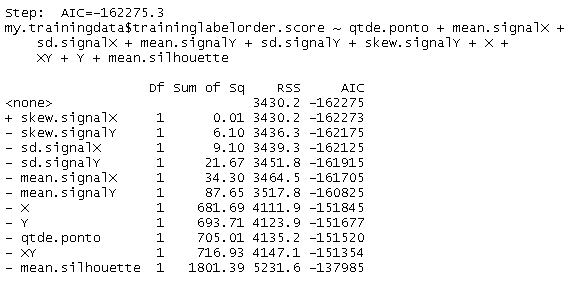 Step:  AIC=-162275.3
my.trainingdata$traininglabelorder.score ~ qtde.ponto + mean.signalX +
    sd.signalX + mean.signalY + sd.signalY + skew.signalY + X +
    XY + Y + mean.silhouette

                  Df Sum of Sq    RSS     AIC
<none>                         3430.2 -162275
+ skew.signalX     1      0.01 3430.2 -162273
- skew.signalY     1      6.10 3436.3 -162175
- sd.signalX       1      9.10 3439.3 -162125
- sd.signalY       1     21.67 3451.8 -161915
- mean.signalX     1     34.30 3464.5 -161705
- mean.signalY     1     87.65 3517.8 -160825
- X                1    681.69 4111.9 -151845
- Y                1    693.71 4123.9 -151677
- qtde.ponto       1    705.01 4135.2 -151520
- XY               1    716.93 4147.1 -151354
- mean.silhouette  1   1801.39 5231.6 -137985